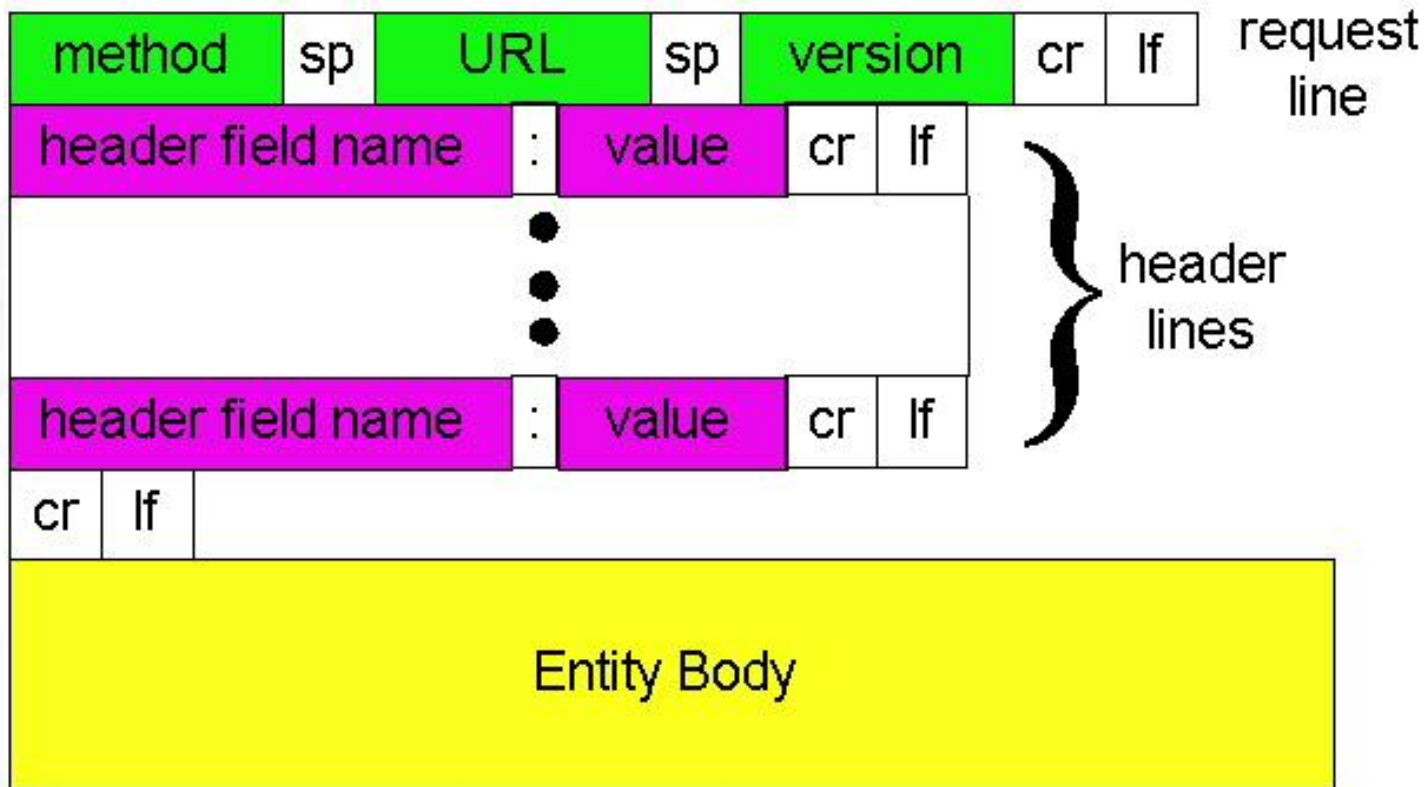 method sp URL sp version cr lf
request
line
header field name : value cr lf
header
lines
header field name : value cr lf
cr lf
Entity Body